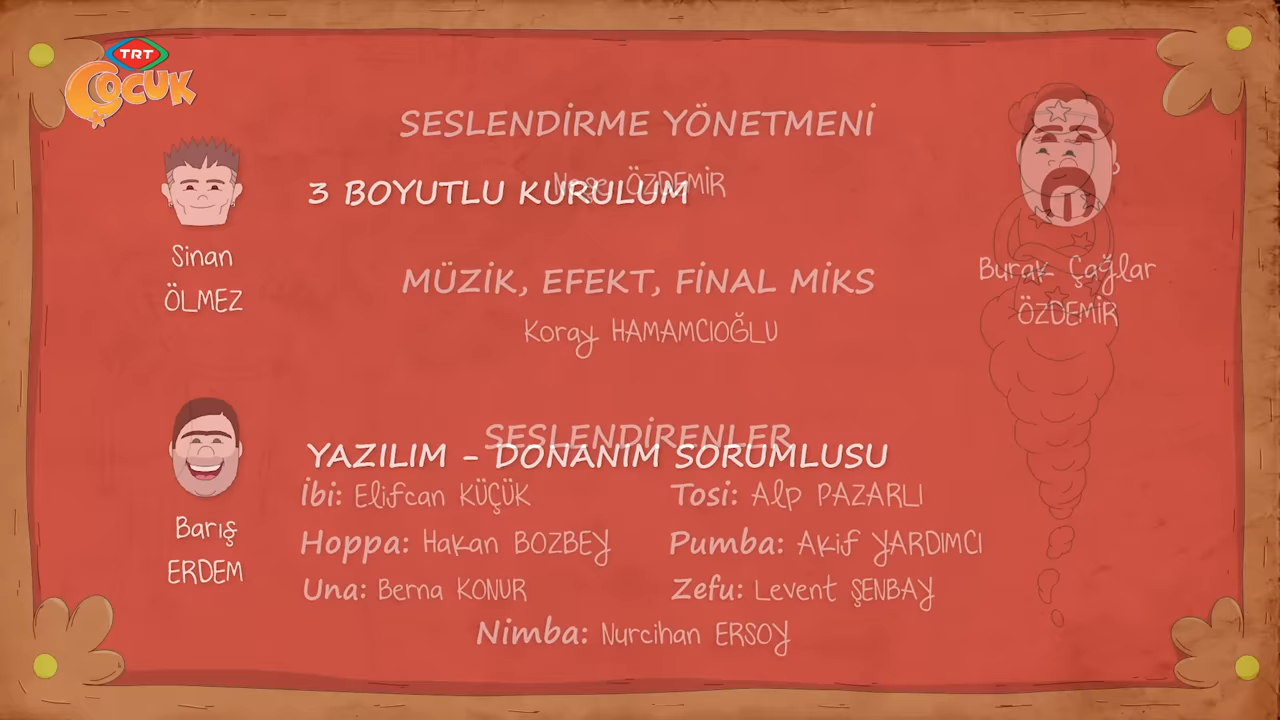 TRT
ÇOCUK
SESLENDİRME YÖNETMENİ
ÖZDEMİR
3 BOYUTLU KURULUM
Sinan
ÖLMEZ
MÜZİK, EFEKT, FİNAL MİKS
Koray HAMAMCIOĞLU
Burak Çağlar
ÖZDEMİR
SESLENDİRENLER
YAZILIM - DONANIM SORUMLUSU
Barış
ERDEM
İbi: Elifcan KÜÇÜK
Tosi: Alp PAZARLI
Hoppa: Hakan BOZBEY
Pumba: Akif YARDIMCI
Una: Berna KONUR
Zefu: Levent ŞENBAY
Nimba: Nurcihan ERSOY